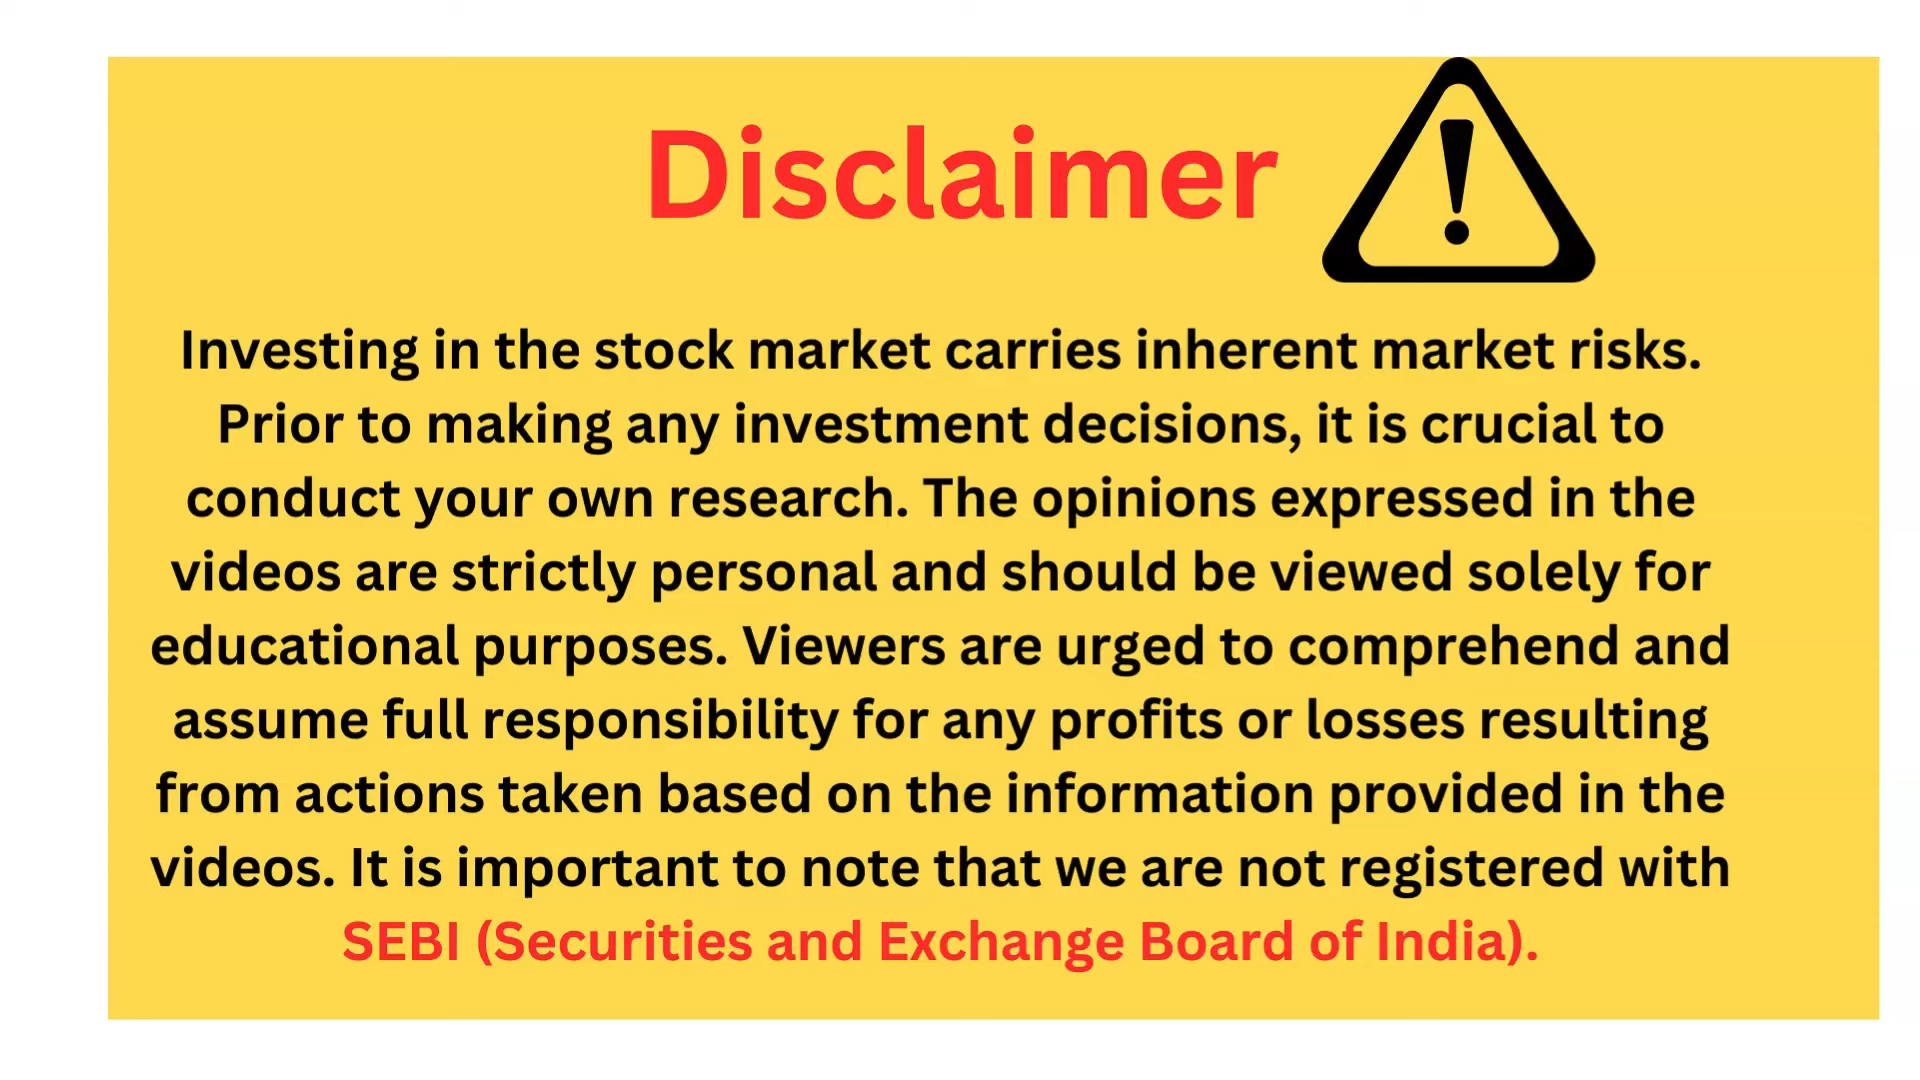 Disclaimer
Investing in the stock market carries inherent market risks.
Prior to making any investment decisions, it is crucial to
conduct your own research. The opinions expressed in the
videos are strictly personal and should be viewed solely for
educational purposes. Viewers are urged to comprehend and
assume full responsibility for any profits or losses resulting
from actions taken based on the information provided in the
videos. It is important to note that we are not registered with
SEBI (Securities and Exchange Board of India).